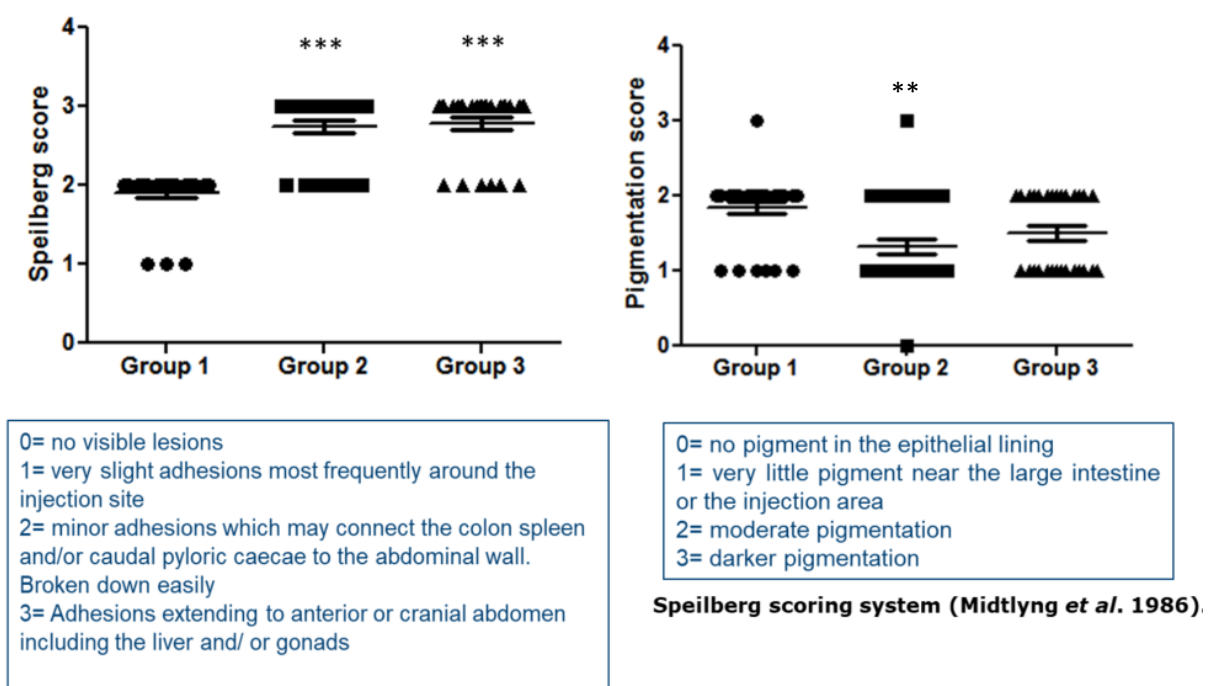 4
3
2
1
0
Speilberg score
***
***
Group 1
Group 2
Group 3
4
3
2
1
0
Pigmentation score
**
Group 1
Group 2
Group 3
0= no visible lesions
1= very slight adhesions most frequently around the
injection site
2= minor adhesions which may connect the colon spleen
and/or caudal pyloric caecae to the abdominal wall.
Broken down easily
3= Adhesions extending to anterior or cranial abdomen
including the liver and/ or gonads
0= no pigment in the epithelial lining
1= very little pigment near the large intestine
or the injection area
2= moderate pigmentation
3= darker pigmentation
Speilberg scoring system (Midtlyng et al. 1986).